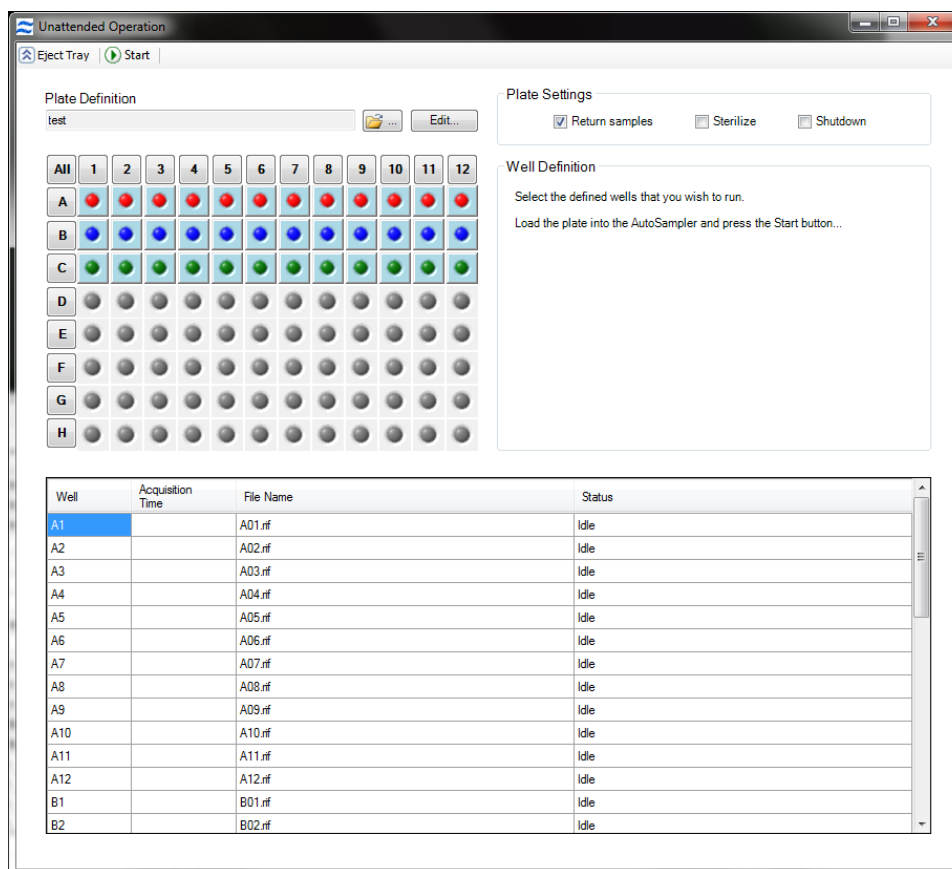 Unattended Operation
Eject Tray Start
Plate Definition
test
... Edit...
Plate Settings
Return samples Sterilize Shutdown
All 1 2 3 4 5 6 7 8 9 10 11 12
A
B
C
D
E
F
G
H
Well Definition
Select the defined wells that you wish to run.
Load the plate into the AutoSampler and press the Start button...
Well Acquisition Time File Name Status
A1 A01.rif Idle
A2 A02.rif Idle
A3 A03.rif Idle
A4 A04.rif Idle
A5 A05.rif Idle
A6 A06.rif Idle
A7 A07.rif Idle
A8 A08.rif Idle
A9 A09.rif Idle
A10 A10.rif Idle
A11 A11.rif Idle
A12 A12.rif Idle
B1 B01.rif Idle
B2 B02.rif Idle